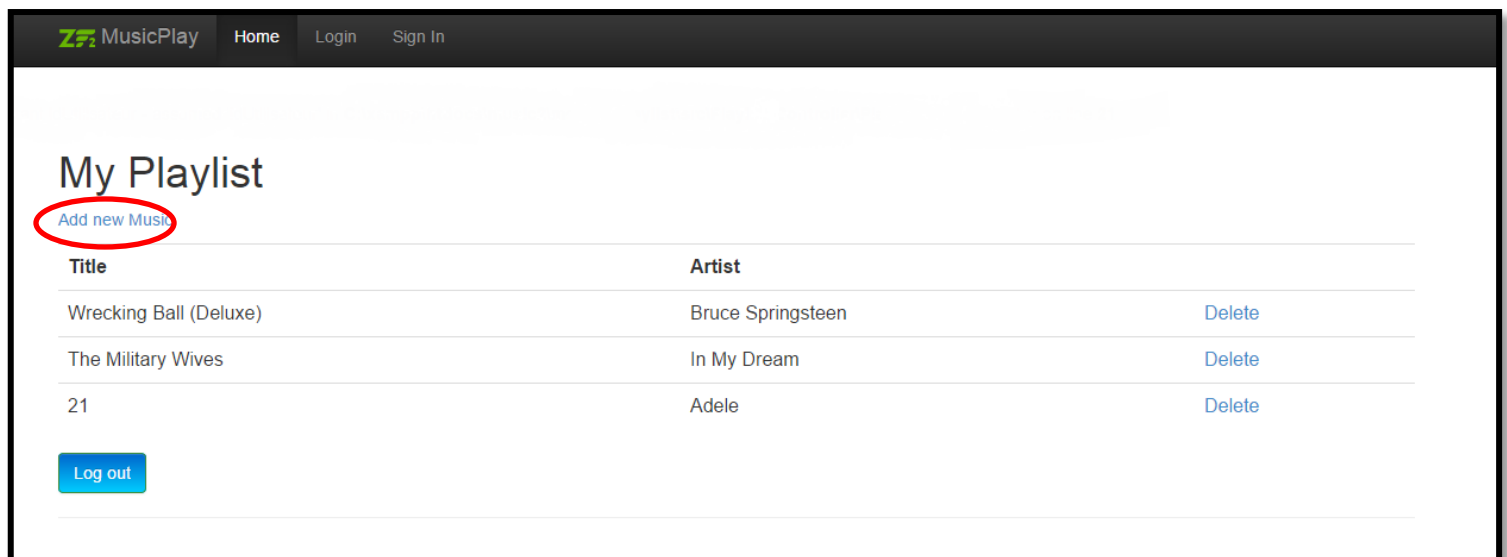 ZF2 MusicPlay Home Login Sign In
My Playlist
Add new Music
Title Artist
Wrecking Ball (Deluxe) Bruce Springsteen Delete
The Military Wives In My Dream Delete
21 Adele Delete
Log out